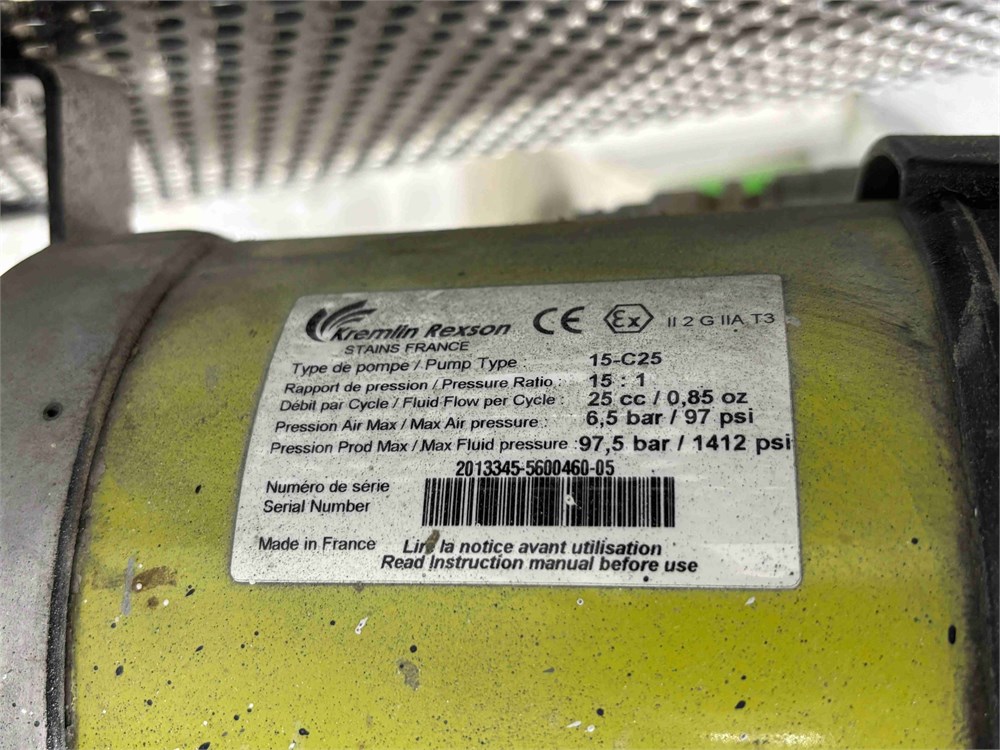 Kremlin Rexson
STAINS FRANCE
CE Ex II 2 G IIA T3
Type de pompe / Pump Type : 15-C25
Rapport de pression / Pressure Ratio : 15 : 1
Débit par Cycle / Fluid Flow per Cycle : 25 cc / 0,85 oz
Pression Air Max / Max Air pressure : 6,5 bar / 97 psi
Pression Prod Max / Max Fluid pressure : 97,5 bar / 1412 psi
2013345-5600460-05
Numéro de série
Serial Number
Made in France
Lire la notice avant utilisation
Read Instruction manual before use